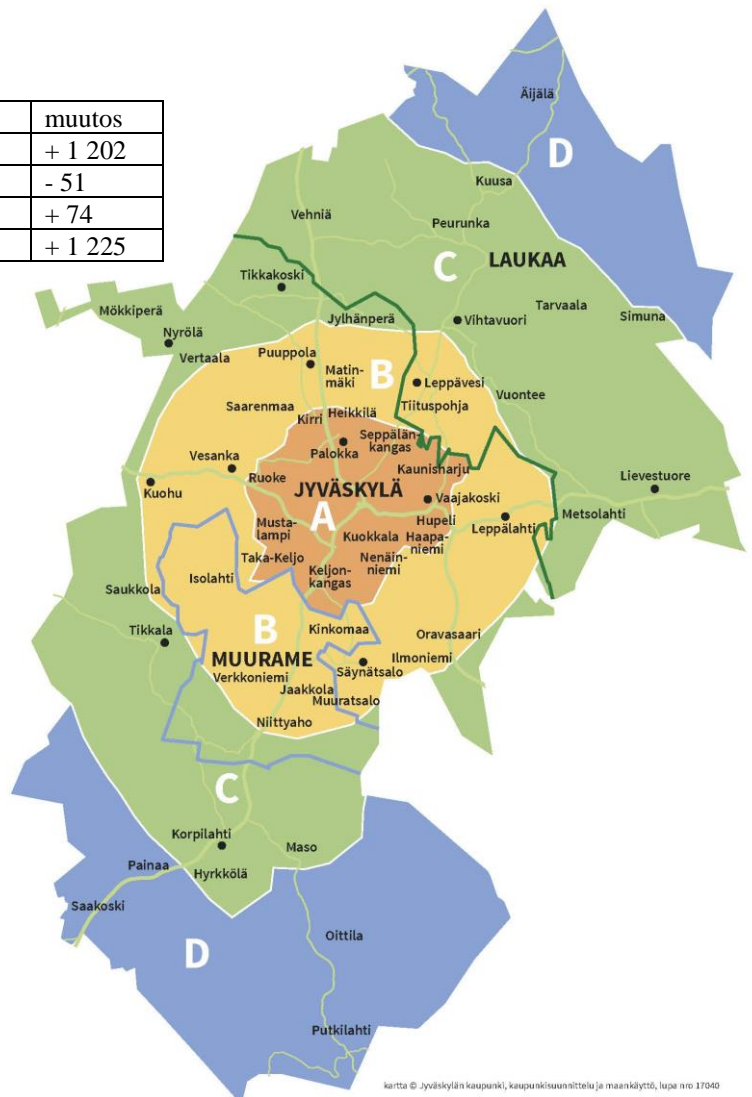 muutos
+ 1 202
- 51
+ 74
+ 1 225
Äijälä
D
Kuusa
Vehniä
Peurunka
C
LAUKAA
Tikkakoski
Mökkiperä
Jylhänperä
Vihtavuori
Tarvaala
Simuna
Nyrölä
Vertaala
Puuppola
Matin-
mäki
B
Leppävesi
Vuontee
Tiituspohja
Saarenmaa
Kirri
Heikkilä
Seppälän-
kangas
Palokka
Vesanka
Ruoke
Kaunisharju
Kuohu
JYVÄSKYLÄ
Vaajakoski
Lievestuore
A
Metsolahti
Musta-
lampi
Hupeli
Leppälahti
Kuokkala
Haapa-
niemi
Taka-Keljo
Nenäin-
niemi
Keljon-
kangas
Isolahti
Saukkola
Tikkala
B
Kinkomaa
Oravasaari
MUURAME
Säynätsalo
Ilmoniemi
Verkkoniemi
Jaakkola
Muuratsalo
Niittyaho
C
Korpilahti
Maso
Painaa
Hyrkkölä
Saakoski
Oittila
D
Putkilahti
kartta © Jyväskylän kaupunki, kaupunkisuunnittelu ja maankäyttö, lupa nro 17040